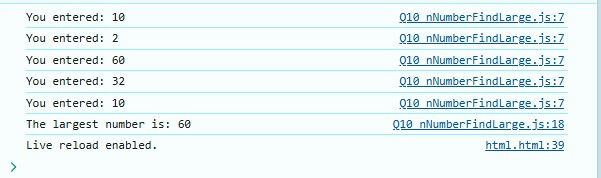 You entered: 10 Q10 nNumberFindLarge.js:7
You entered: 2 Q10 nNumberFindLarge.js:7
You entered: 60 Q10 nNumberFindLarge.js:7
You entered: 32 Q10 nNumberFindLarge.js:7
You entered: 10 Q10 nNumberFindLarge.js:7
The largest number is: 60 Q10 nNumberFindLarge.js:18
Live reload enabled. html.html:39